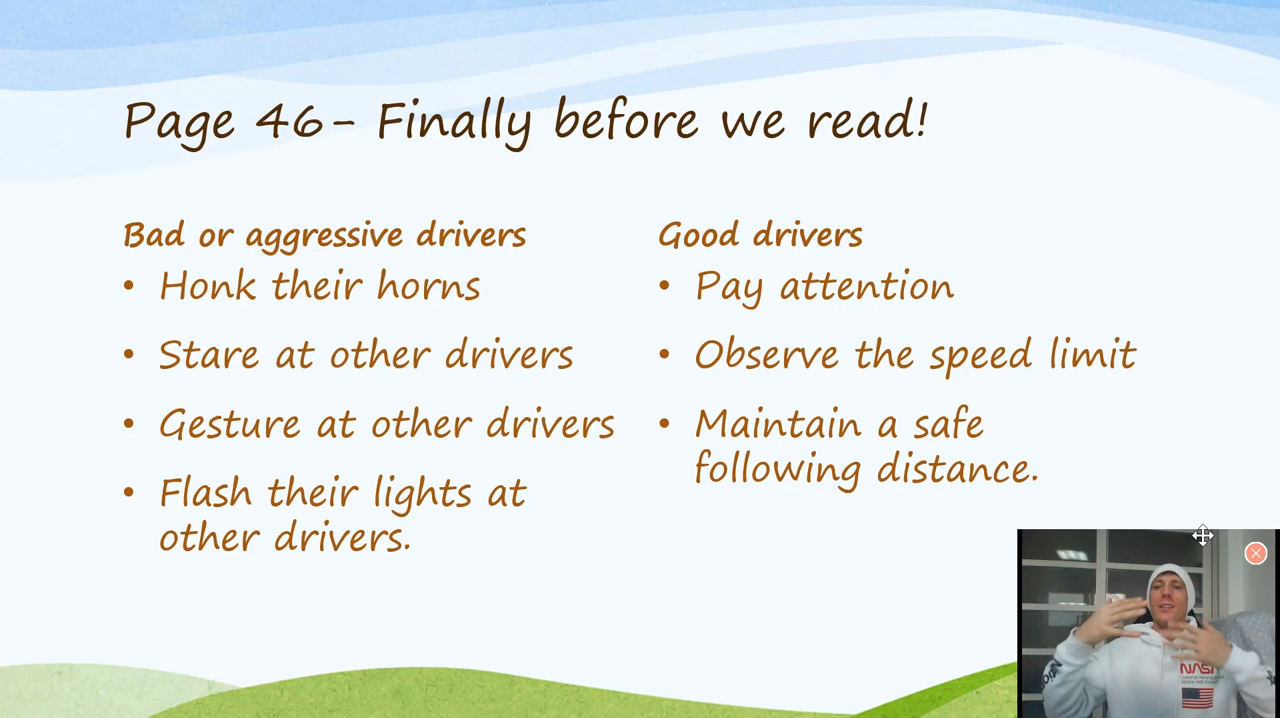 Page 46- Finally before we read!
Bad or aggressive drivers
• Honk their horns
• Stare at other drivers
• Gesture at other drivers
• Flash their lights at
other drivers.
Good drivers
• Pay attention
• Observe the speed limit
• Maintain a safe
following distance.
NASA